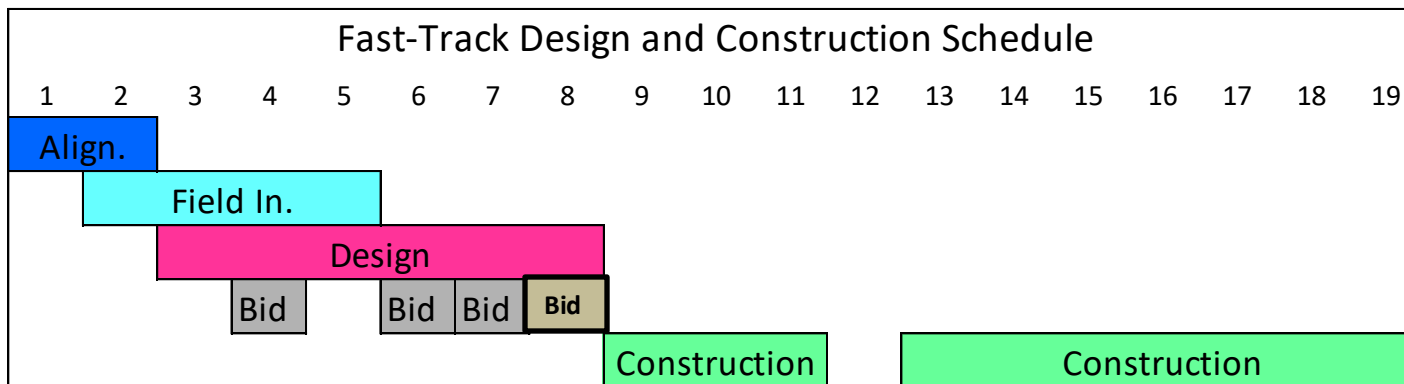 Fast-Track Design and Construction Schedule
1 2 3 4 5 6 7 8 9 10 11 12 13 14 15 16 17 18 19
Align.
Field In.
Design
Bid Bid Bid Bid
Construction Construction